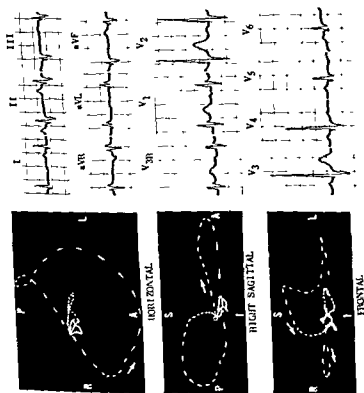 I II III
aVR aVL aVF
V3R V1 V2
V3 V4 V5 V6
P
R L
A
HORIZONTAL
S
P A
I
RIGHT SAGITTAL
S
R L
I
FRONTAL